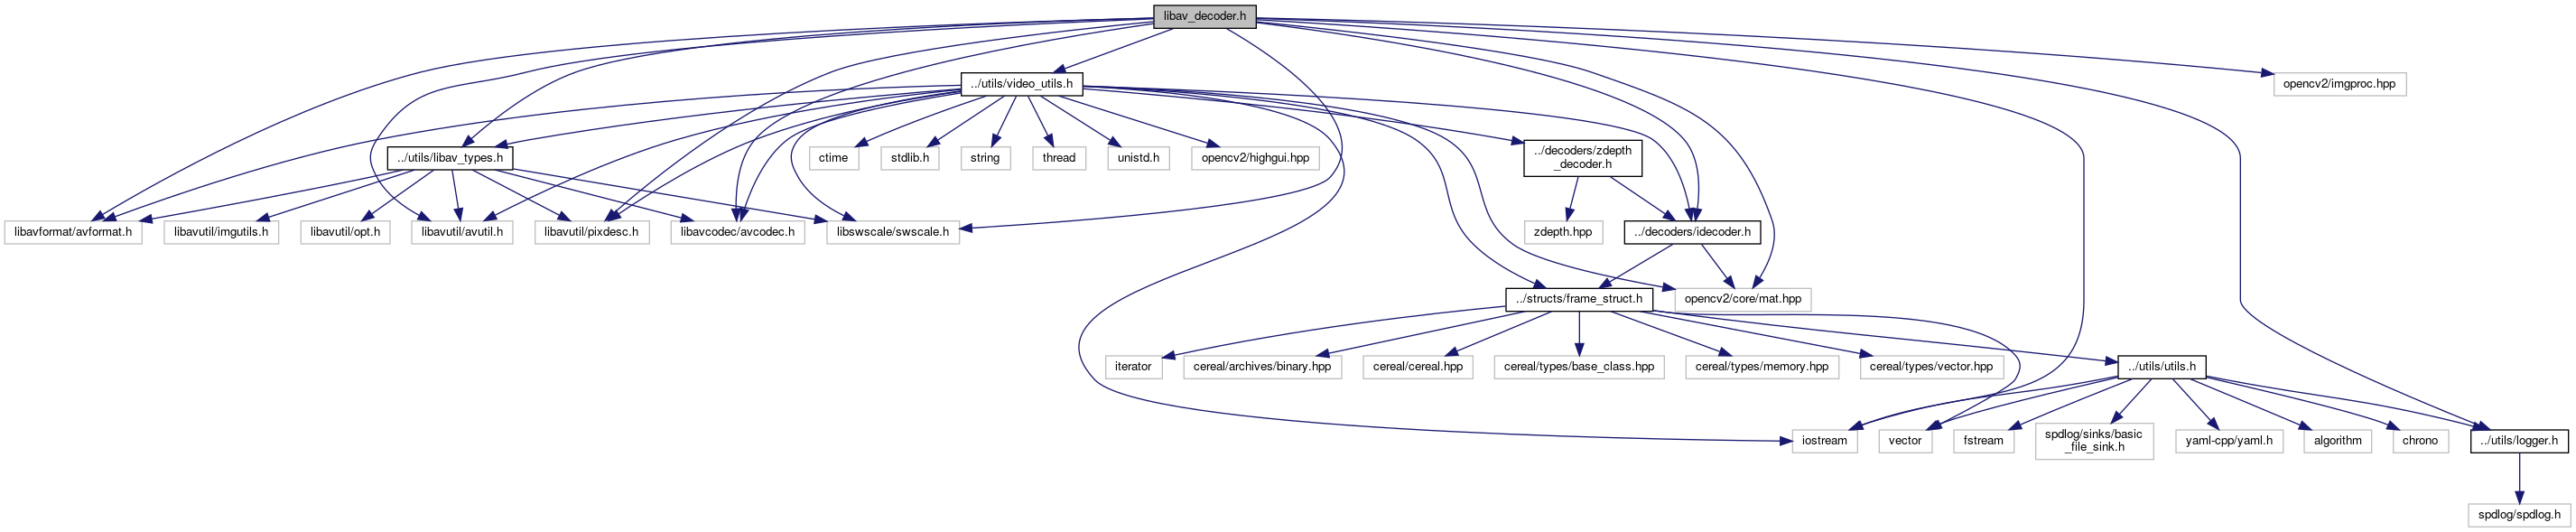 libav_decoder.h
../utils/video_utils.h
opencv2/imgproc.hpp
../utils/libav_types.h
ctime
stdlib.h
string
thread
unistd.h
opencv2/highgui.hpp
../decoders/zdepth
_decoder.h
libavformat/avformat.h
libavutil/imgutils.h
libavutil/opt.h
libavutil/avutil.h
libavutil/pixdesc.h
libavcodec/avcodec.h
libswscale/swscale.h
zdepth.hpp
../decoders/idecoder.h
../structs/frame_struct.h
opencv2/core/mat.hpp
iterator
cereal/archives/binary.hpp
cereal/cereal.hpp
cereal/types/base_class.hpp
cereal/types/memory.hpp
cereal/types/vector.hpp
../utils/utils.h
iostream
vector
fstream
spdlog/sinks/basic
_file_sink.h
yaml-cpp/yaml.h
algorithm
chrono
../utils/logger.h
spdlog/spdlog.h